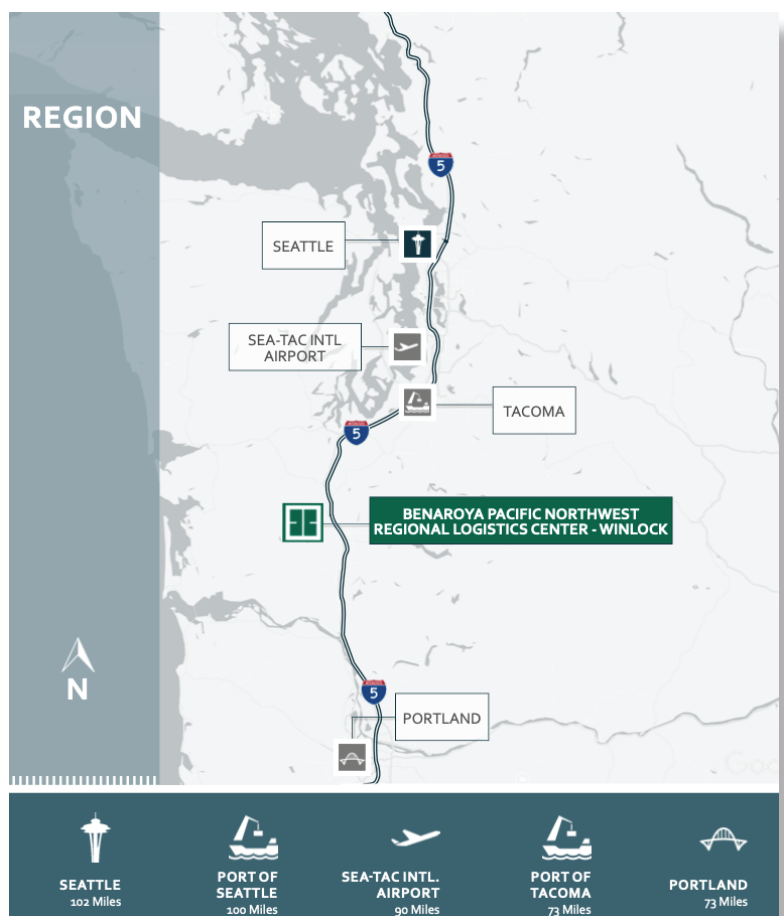 REGION
5
SEATTLE
SEA-TAC INTL
AIRPORT
TACOMA
5
BENAROYA PACIFIC NORTHWEST
REGIONAL LOGISTICS CENTER - WINLOCK
N
5
PORTLAND
SEATTLE
102 Miles
PORT OF
SEATTLE
100 Miles
SEA-TAC INTL.
AIRPORT
90 Miles
PORT OF
TACOMA
73 Miles
PORTLAND
73 Miles